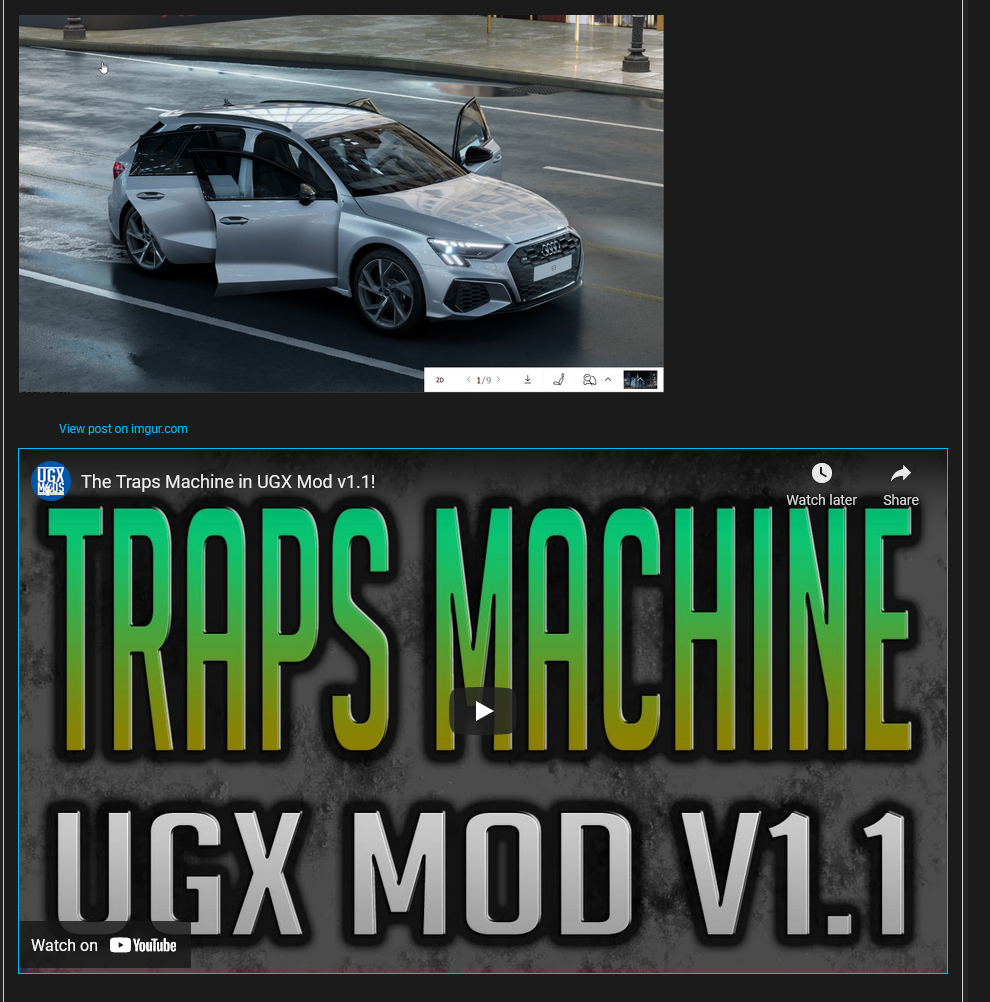 2D
1/9
View post on imgur.com
UGX
MODS
The Traps Machine in UGX Mod v1.1!
Watch later
Share
TRAPS MACHINE
UGX MOD V1.1
Watch on YouTube